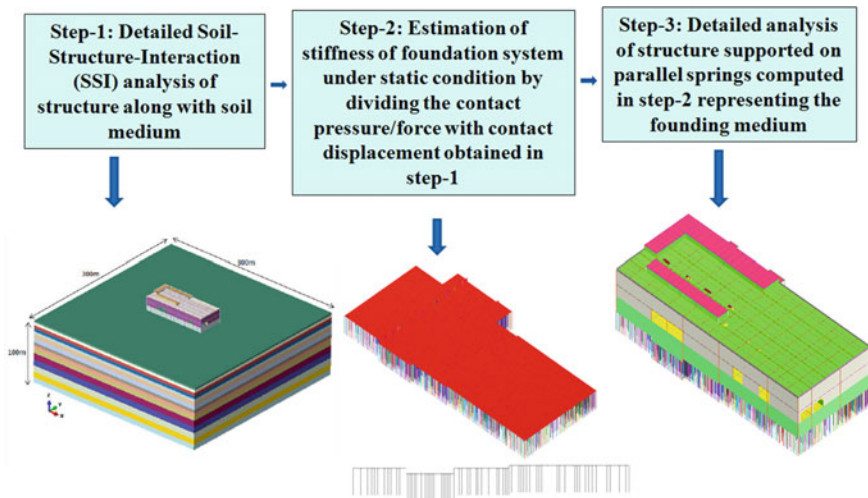 Step-1: Detailed Soil-
Structure-Interaction
(SSI) analysis of
structure along with soil
medium
Step-2: Estimation of
stiffness of foundation system
under static condition by
dividing the contact
pressure/force with contact
displacement obtained in
step-1
Step-3: Detailed analysis
of structure supported on
parallel springs computed
in step-2 representing the
founding medium
300m
100m